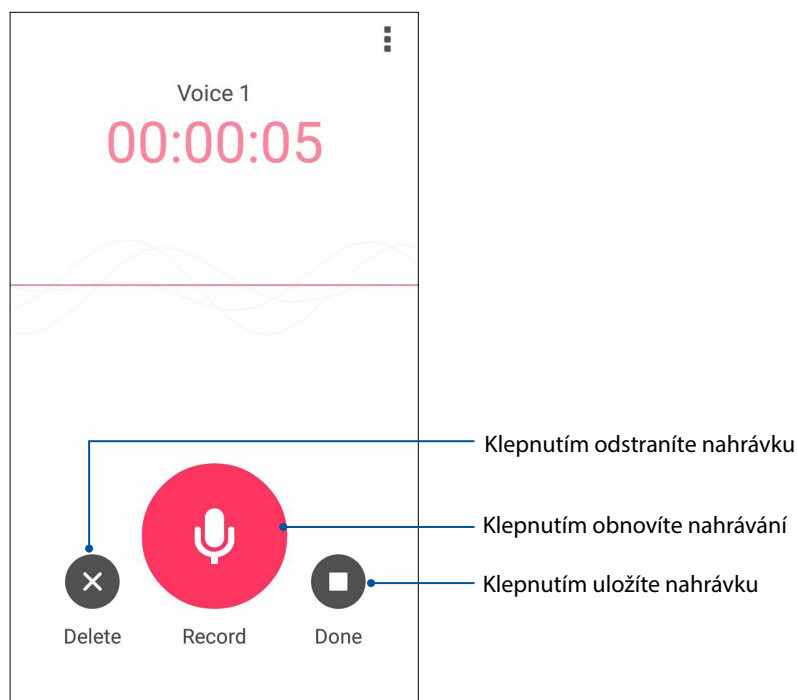 Voice 1
00:00:05
Klepnutím odstraníte nahrávku
Klepnutím obnovíte nahrávání
Klepnutím uložíte nahrávku
Delete Record Done